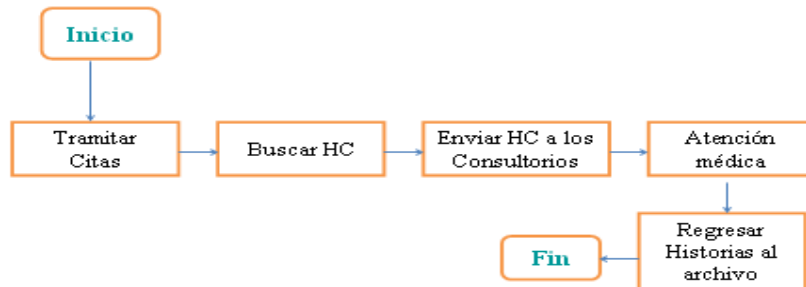 Inicio
Tramitar
Citas
Buscar HC
Enviar HC a los
Consultorios
Atención
médica
Regresar
Historias al
archivo
Fin